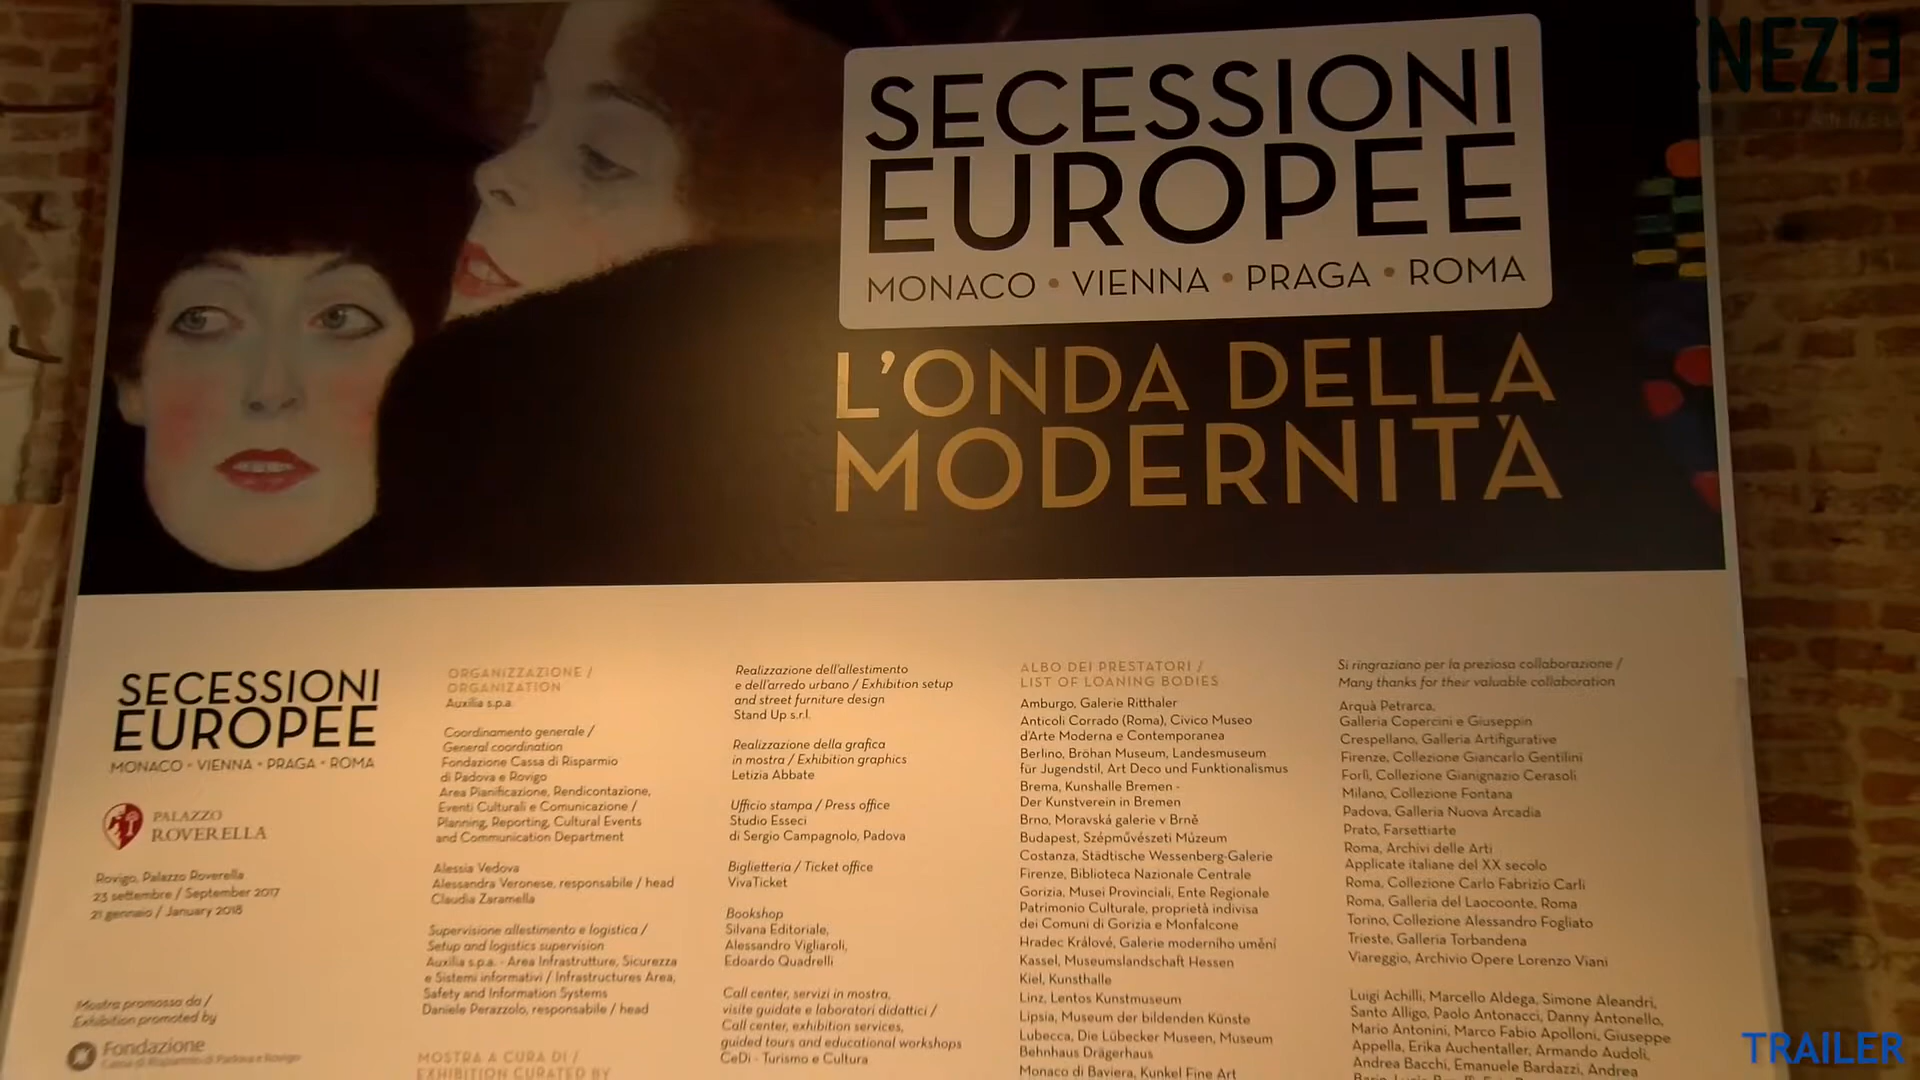 ENEZIE
SECESSIONI
EUROPEE
MONACO • VIENNA • PRAGA • ROMA
L'ONDA DELLA
MODERNITÀ
SECESSIONI
EUROPEE
MONACO • VIENNA • PRAGA • ROMA
PALAZZO
ROVERELLA
Rovigo, Palazzo Roverella
23 settembre / September 2017
21 gennaio / January 2018
Mostra promossa da /
Exhibition promoted by
Fondazione
Cassa di Risparmio di Padova e Rovigo
ORGANIZZAZIONE /
ORGANIZATION
Auxilia s.p.a.
Coordinamento generale /
General coordination
Fondazione Cassa di Risparmio
di Padova e Rovigo
Area Pianificazione, Rendicontazione,
Eventi Culturali e Comunicazione /
Planning, Reporting, Cultural Events
and Communication Department
Alessia Vedova
Alessandra Veronese, responsabile / head
Claudia Zaramella
Supervisione allestimento e logistica /
Setup and logistics supervision
Auxilia s.p.a. - Area Infrastrutture, Sicurezza
e Sistemi informativi / Infrastructures Area,
Safety and Information Systems
Daniele Perazzolo, responsabile / head
MOSTRA A CURA DI /
EXHIBITION CURATED BY
Realizzazione dell'allestimento
e dell'arredo urbano / Exhibition setup
and street furniture design
Stand Up s.r.l.
Realizzazione della grafica
in mostra / Exhibition graphics
Letizia Abbate
Ufficio stampa / Press office
Studio Esseci
di Sergio Campagnolo, Padova
Biglietteria / Ticket office
VivaTicket
Bookshop
Silvana Editoriale,
Alessandro Vigliaroli,
Edoardo Quadrelli
Call center, servizi in mostra,
visite guidate e laboratori didattici /
Call center, exhibition services,
guided tours and educational workshops
CeDi - Turismo e Cultura
ALBO DEI PRESTATORI /
LIST OF LOANING BODIES
Amburgo, Galerie Ritthaler
Anticoli Corrado (Roma), Civico Museo
d'Arte Moderna e Contemporanea
Berlino, Bröhan Museum, Landesmuseum
für Jugendstil, Art Deco und Funktionalismus
Brema, Kunshalle Bremen -
Der Kunstverein in Bremen
Brno, Moravská galerie v Brně
Budapest, Szépművészeti Múzeum
Costanza, Städtische Wessenberg-Galerie
Firenze, Biblioteca Nazionale Centrale
Gorizia, Musei Provinciali, Ente Regionale
Patrimonio Culturale, proprietà indivisa
dei Comuni di Gorizia e Monfalcone
Hradec Králové, Galerie moderního umění
Kassel, Museumslandschaft Hessen
Kiel, Kunsthalle
Linz, Lentos Kunstmuseum
Lipsia, Museum der bildenden Künste
Lubecca, Die Lübecker Museen, Museum
Behnhaus Drägerhaus
Monaco di Baviera, Kunkel Fine Art
Si ringraziano per la preziosa collaborazione /
Many thanks for their valuable collaboration
Arquà Petrarca,
Galleria Copercini e Giuseppin
Crespellano, Galleria Artifigurative
Firenze, Collezione Giancarlo Gentilini
Forlì, Collezione Gianignazio Cerasoli
Milano, Collezione Fontana
Padova, Galleria Nuova Arcadia
Prato, Farsettiarte
Roma, Archivi delle Arti
Applicate italiane del XX secolo
Roma, Collezione Carlo Fabrizio Carli
Roma, Galleria del Laocoonte, Roma
Torino, Collezione Alessandro Fogliato
Trieste, Galleria Torbandena
Viareggio, Archivio Opere Lorenzo Viani
Luigi Achilli, Marcello Aldega, Simone Aleandri,
Santo Alligo, Paolo Antonacci, Danny Antonello,
Mario Antonini, Marco Fabio Apolloni, Giuseppe
Appella, Erika Auchentaller, Armando Audoli,
Andrea Bacchi, Emanuele Bardazzi, Andrea
TRAILER